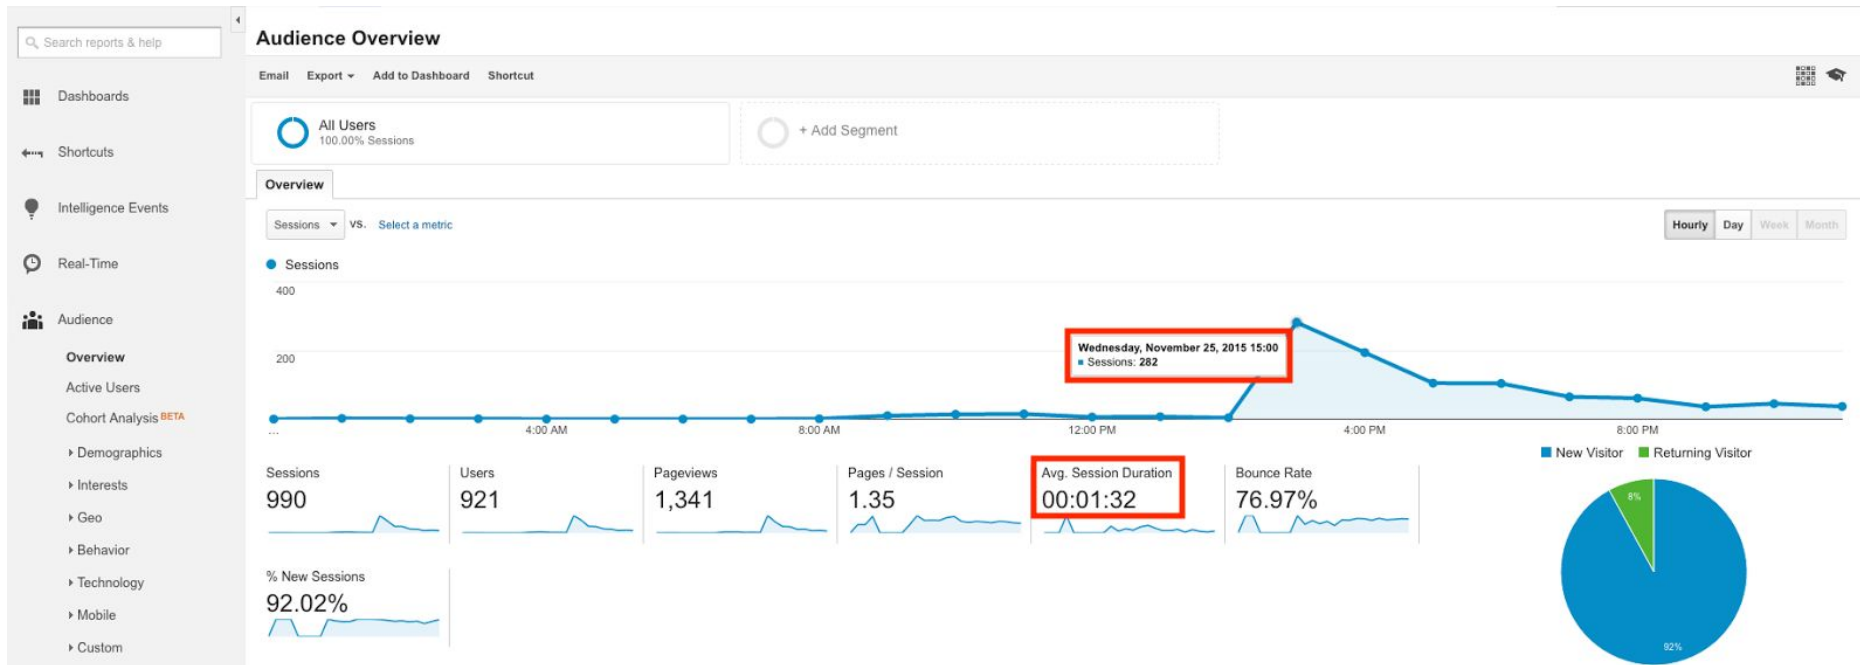 Search reports & help
Dashboards
Shortcuts
Intelligence Events
Real-Time
Audience
Overview
Active Users
Cohort Analysis BETA
Demographics
Interests
Geo
Behavior
Technology
Mobile
Custom
Audience Overview
Email Export Add to Dashboard Shortcut
All Users
100.00% Sessions
+ Add Segment
Overview
Sessions VS. Select a metric
Hourly Day Week Month
Sessions
400
200
Wednesday, November 25, 2015 15:00
Sessions: 282
... 4:00 AM 8:00 AM 12:00 PM 4:00 PM 8:00 PM
Sessions
990
Users
921
Pageviews
1,341
Pages / Session
1.35
Avg. Session Duration
00:01:32
Bounce Rate
76.97%
% New Sessions
92.02%
New Visitor Returning Visitor
8%
92%